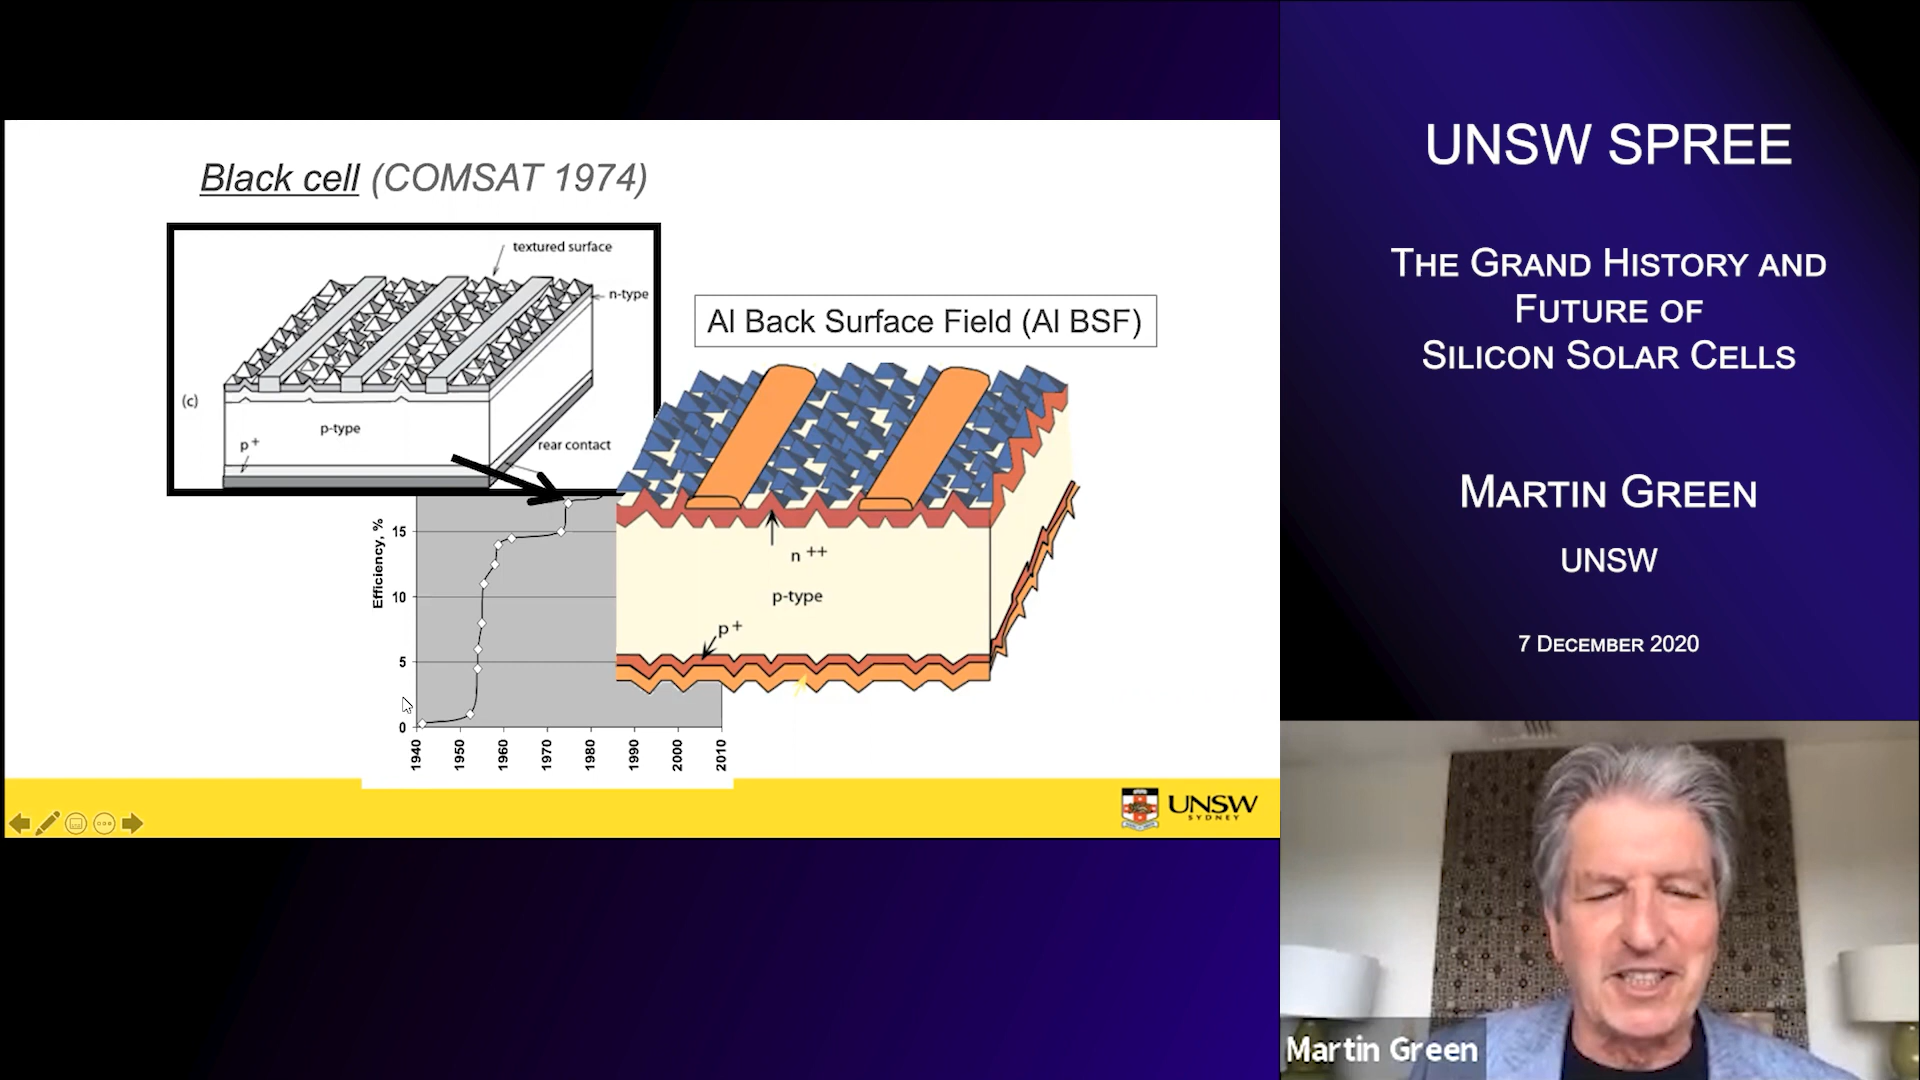 Black cell (COMSAT 1974)
textured surface
n-type
(c)
p-type
p+
rear contact
Al Back Surface Field (Al BSF)
n ++
p-type
p+
Efficiency, %
15
10
5
0
1940
1950
1960
1970
1980
1990
2000
2010
UNSW
SYDNEY
UNSW SPREE
THE GRAND HISTORY AND
FUTURE OF
SILICON SOLAR CELLS
MARTIN GREEN
UNSW
7 DECEMBER 2020
Martin Green